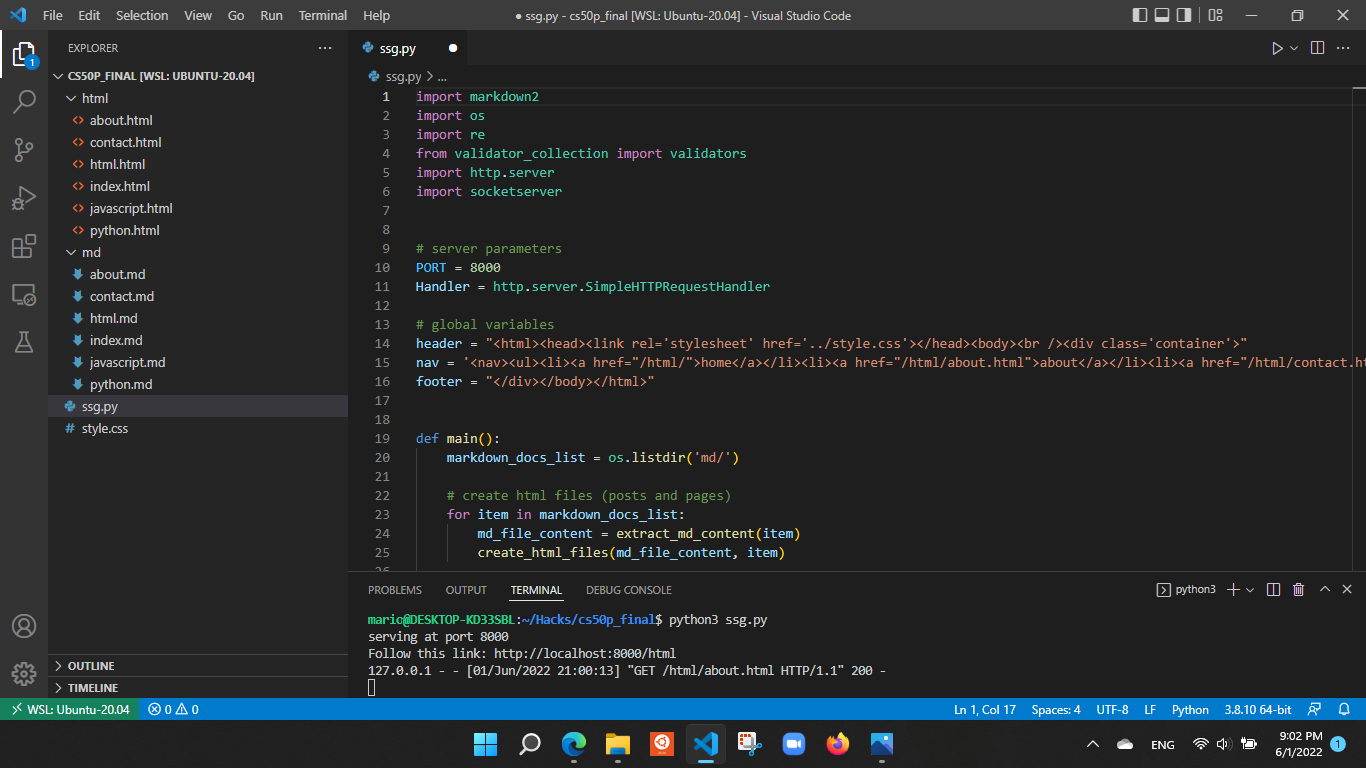 File Edit Selection View Go Run Terminal Help ● ssg.py - cs50p_final [WSL: Ubuntu-20.04] - Visual Studio Code
EXPLORER ···
1
CS50P_FINAL [WSL: UBUNTU-20.04]
html
<> about.html
<> contact.html
<> html.html
<> index.html
<> javascript.html
<> python.html
md
about.md
contact.md
html.md
index.md
javascript.md
python.md
ssg.py
# style.css
OUTLINE
TIMELINE
ssg.py ●
ssg.py > ...
1 import markdown2
2 import os
3 import re
4 from validator_collection import validators
5 import http.server
6 import socketserver
7
8
9 # server parameters
10 PORT = 8000
11 Handler = http.server.SimpleHTTPRequestHandler
12
13 # global variables
14 header = "<html><head><link rel='stylesheet' href='../style.css'></head><body><br /><div class='container'>"
15 nav = '<nav><ul><li><a href="/html/">home</a></li><li><a href="/html/about.html">about</a></li><li><a href="/html/contact.ht
16 footer = "</div></body></html>"
17
18
19 def main():
20 markdown_docs_list = os.listdir('md/')
21
22 # create html files (posts and pages)
23 for item in markdown_docs_list:
24 md_file_content = extract_md_content(item)
25 create_html_files(md_file_content, item)
PROBLEMS OUTPUT TERMINAL DEBUG CONSOLE python3
mario@DESKTOP-KD33SBL:~/Hacks/cs50p_final$ python3 ssg.py
serving at port 8000
Follow this link: http://localhost:8000/html
127.0.0.1 - - [01/Jun/2022 21:00:13] "GET /html/about.html HTTP/1.1" 200 -
WSL: Ubuntu-20.04 0 0 Ln 1, Col 17 Spaces: 4 UTF-8 LF Python 3.8.10 64-bit
ENG 9:02 PM 1
6/1/2022